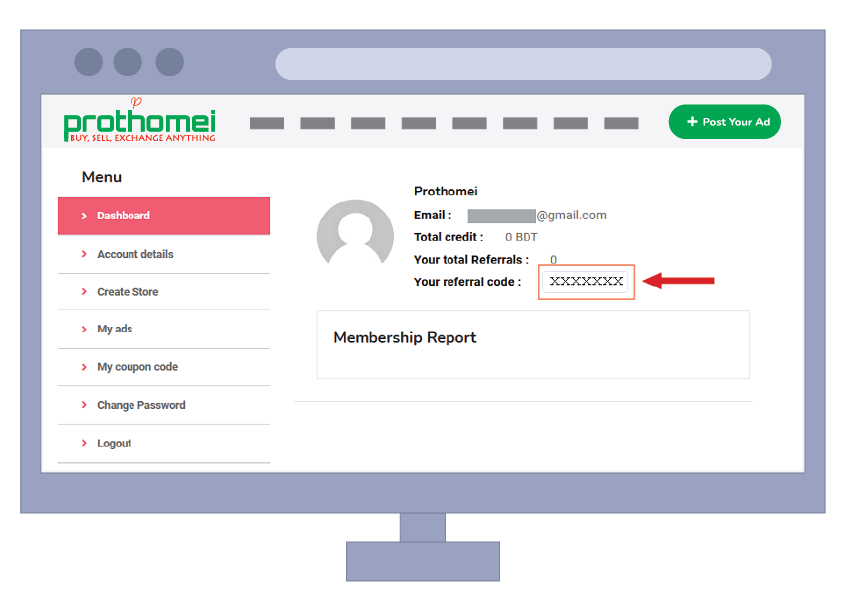 prothomei
BUY, SELL, EXCHANGE ANYTHING
+ Post Your Ad
Menu
> Dashboard
> Account details
> Create Store
> My ads
> My coupon code
> Change Password
> Logout
Prothomei
Email : @gmail.com
Total credit : 0 BDT
Your total Referrals : 0
Your referral code : XXXXXXX
Membership Report